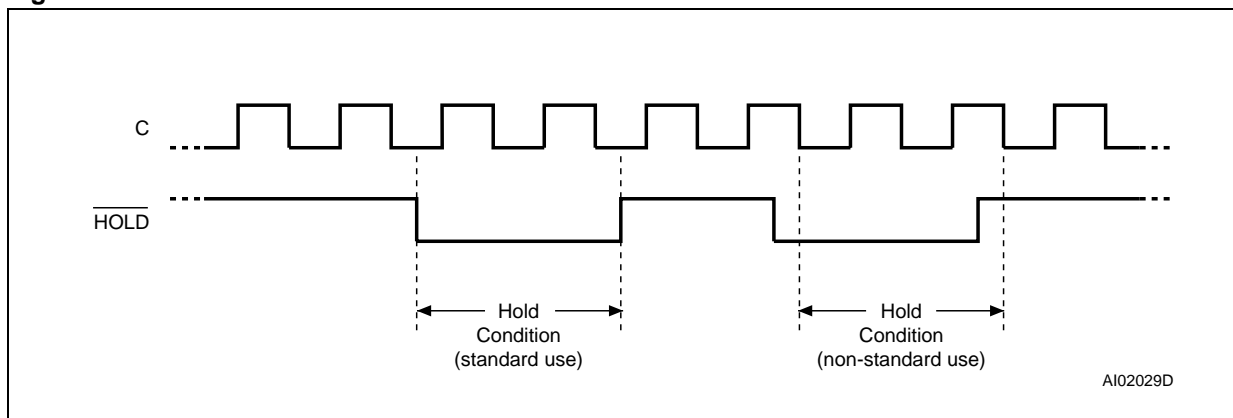 C
HOLD
Hold
Condition
(standard use)
Hold
Condition
(non-standard use)
AI02029D